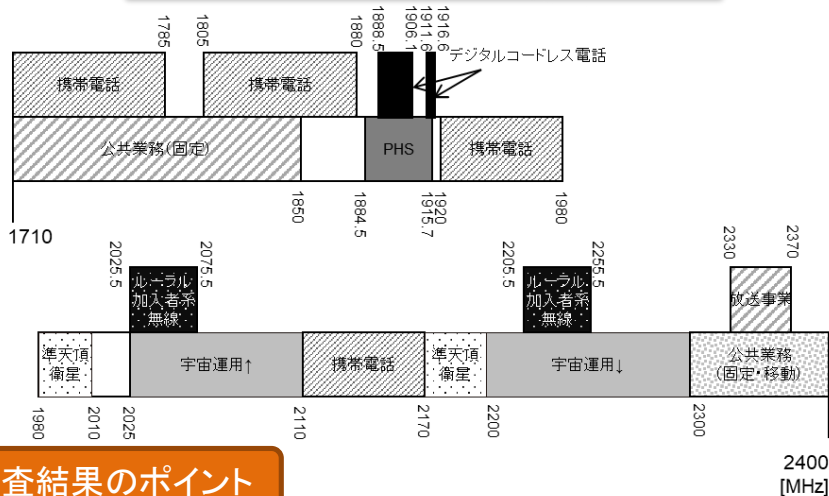 1785
1805
1880
1888.5
1906.1
1911.6
1916.6
デジタルコードレス電話
携帯電話
携帯電話
公共業務(固定)
PHS
携帯電話
1850
1884.5
1915.7
1920
1980
1710
2025.5
2075.5
2205.5
2255.5
2330
2370
ルーラル
加入者系
無線
ルーラル
加入者系
無線
放送事業
準天頂
衛星
宇宙運用↑
携帯電話
準天頂
衛星
宇宙運用↓
公共業務
(固定・移動)
1980
2010
2025
2110
2170
2200
2300
2400
[MHz]
査結果のポイント